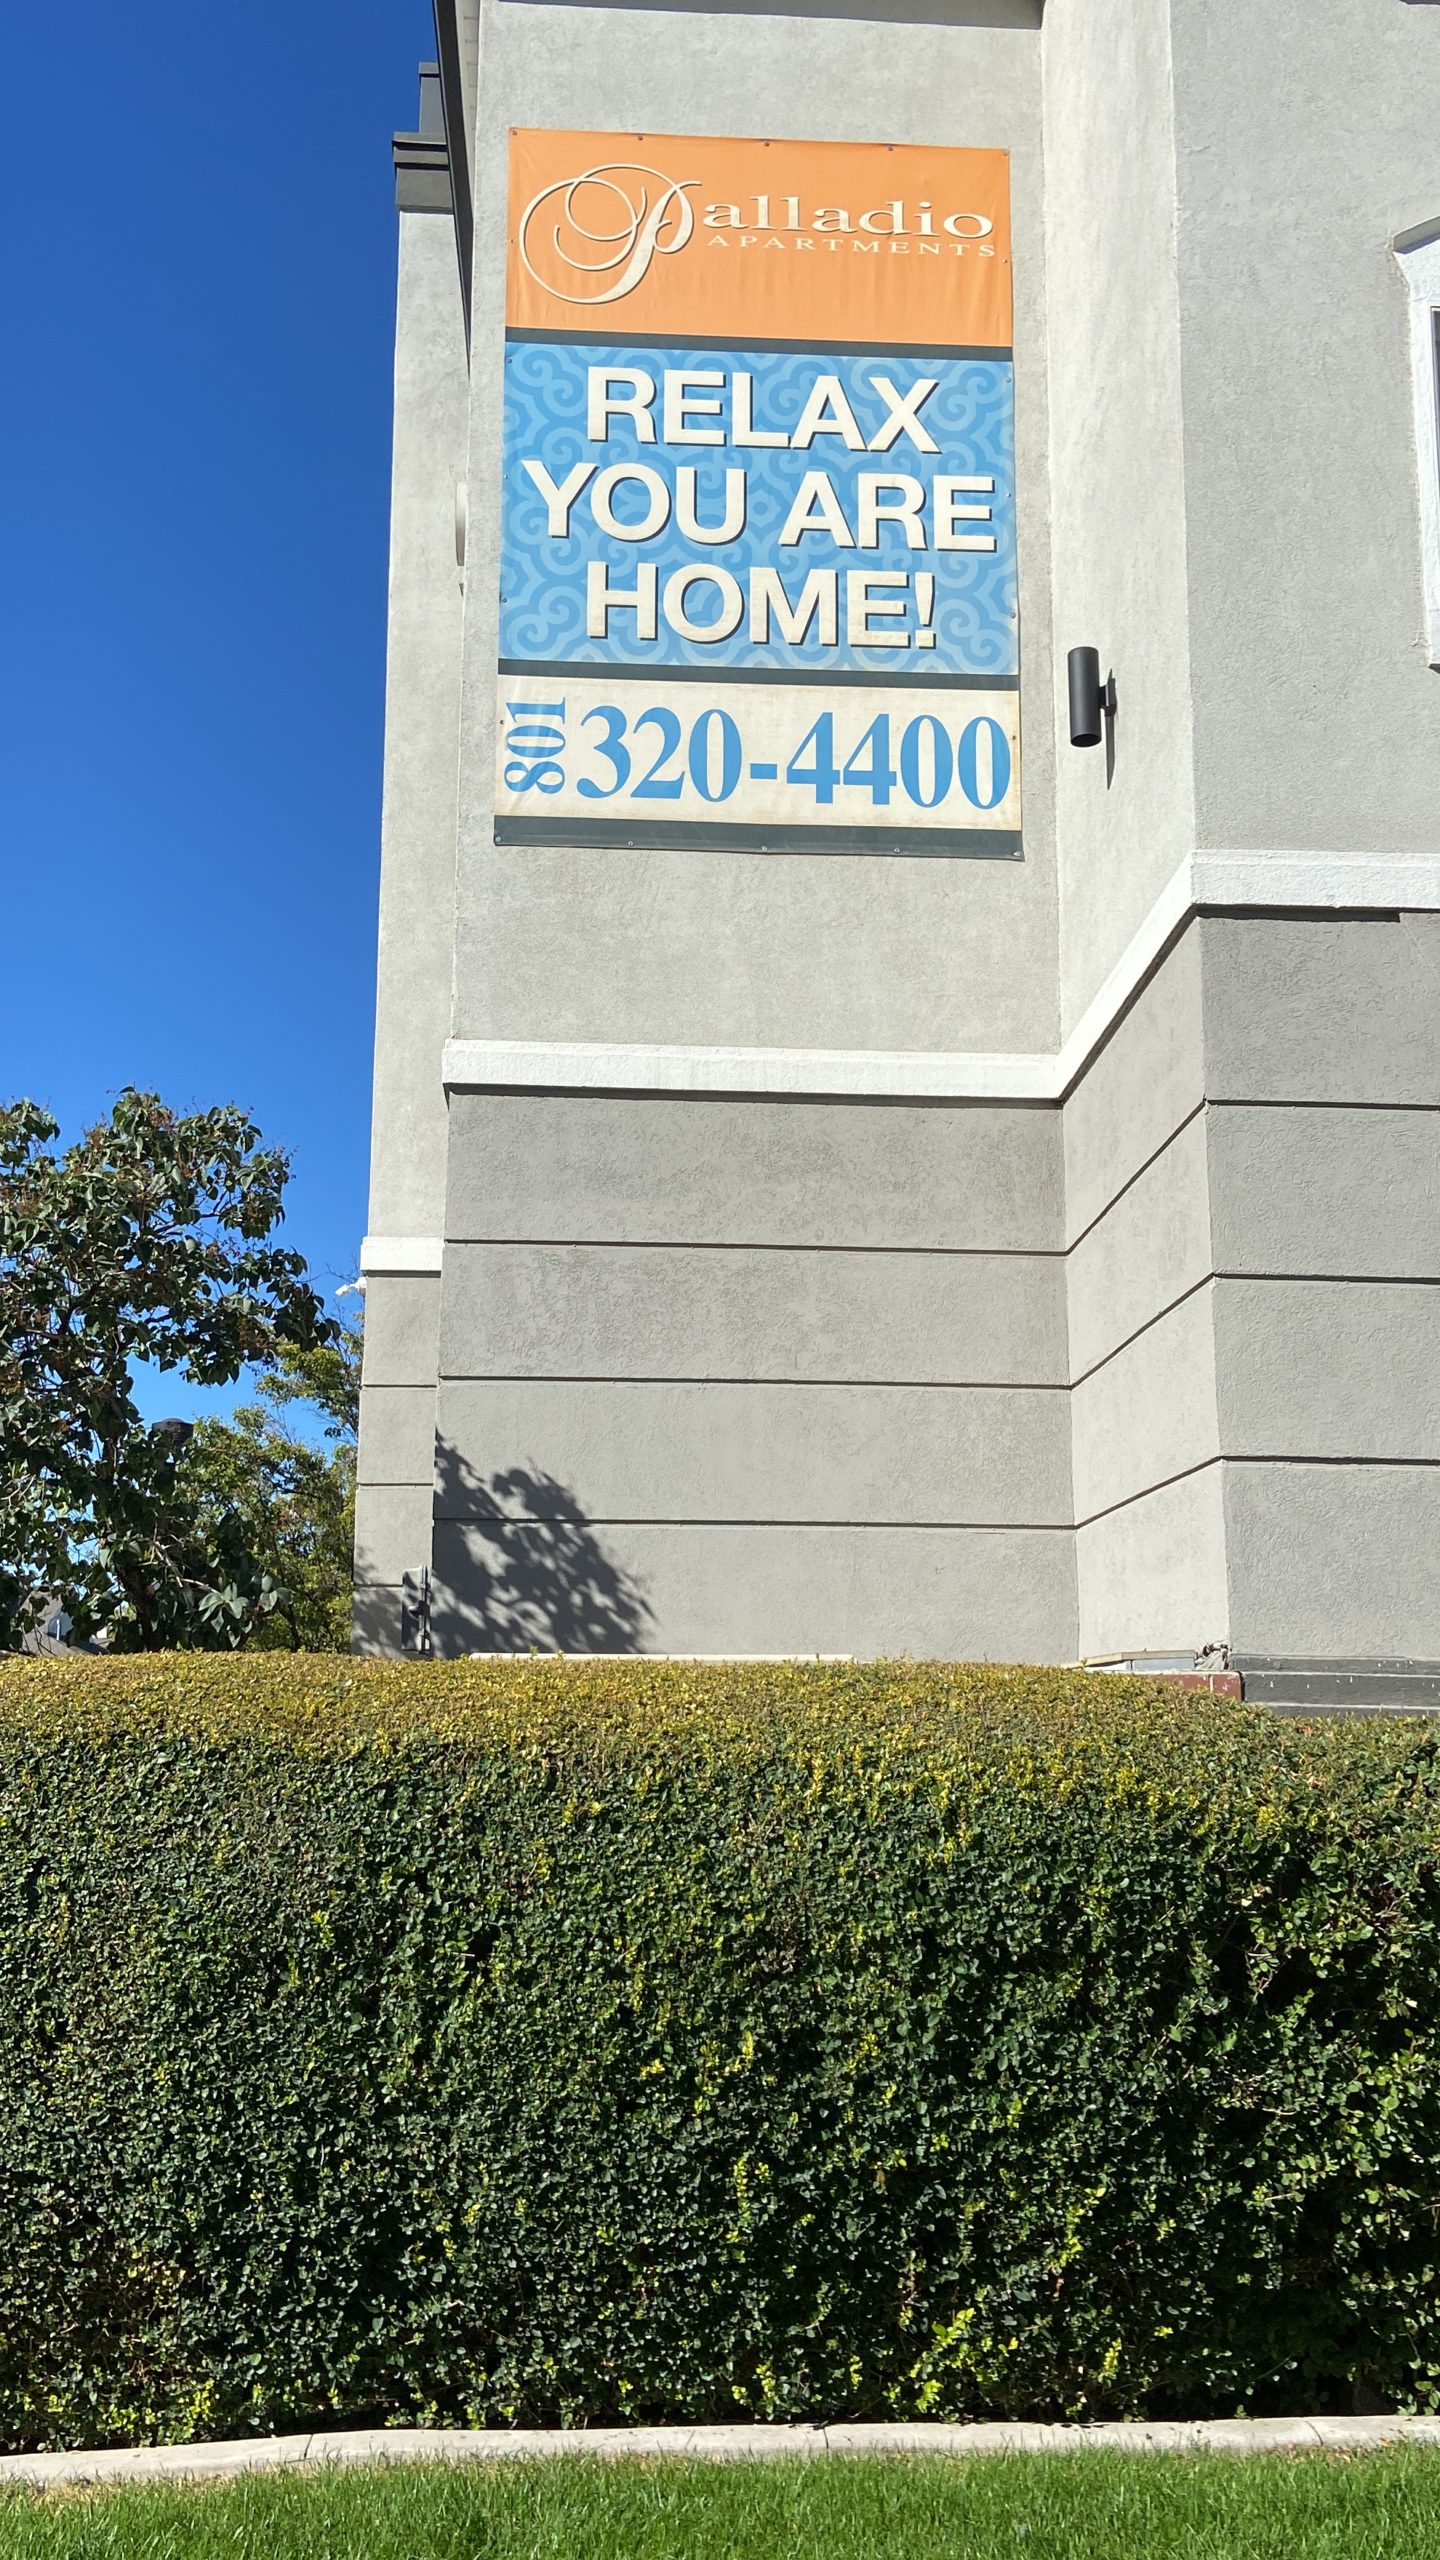 Palladio
APARTMENTS
RELAX
YOU ARE
HOME!
801 320-4400